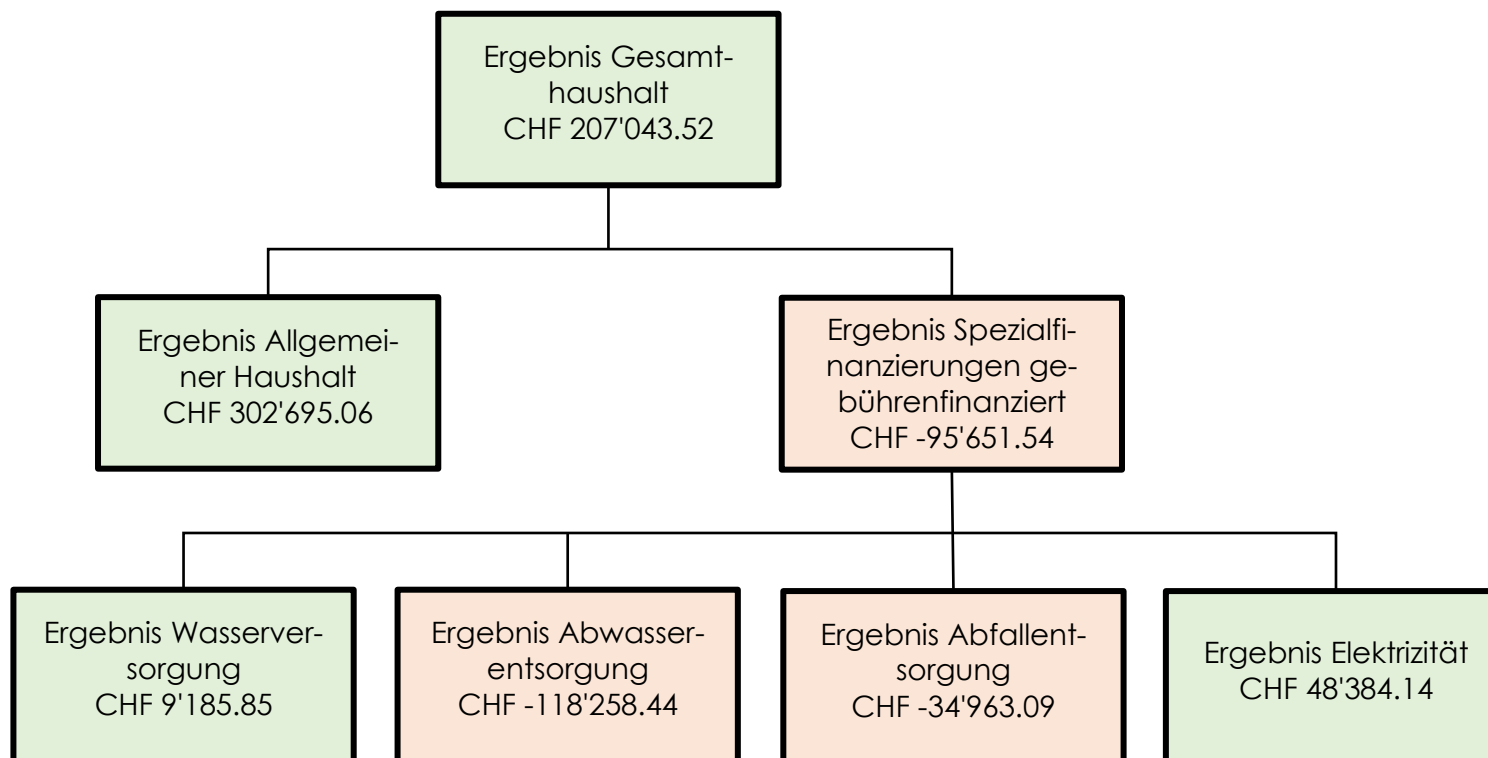 Ergebnis Gesamt-
haushalt
CHF 207'043.52
Ergebnis Allgemei-
ner Haushalt
CHF 302'695.06
Ergebnis Spezialfi-
nanzierungen ge-
bührenfinanziert
CHF -95'651.54
Ergebnis Wasserver-
sorgung
CHF 9'185.85
Ergebnis Abwasser-
entsorgung
CHF -118'258.44
Ergebnis Abfallent-
sorgung
CHF -34'963.09
Ergebnis Elektrizität
CHF 48'384.14